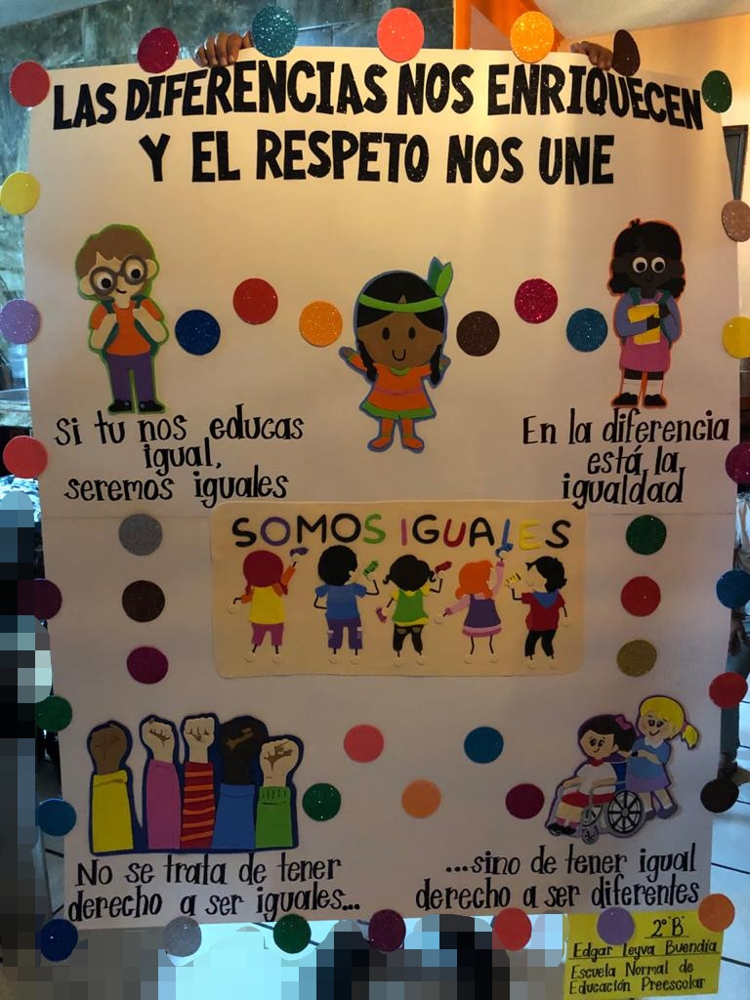 LAS DIFERENCIAS NOS ENRIQUECEN
Y EL RESPETO NOS UNE
Si tu nos educas
igual,
seremos iguales
En la diferencia
está la
igualdad
SOMOS IGUALES
No se trata de tener
derecho a ser iguales...
...sino de tener igual
derecho a ser diferentes
2° "B"
Edgar Leyva Buendía
Escuela Normal de
Educación Preescolar